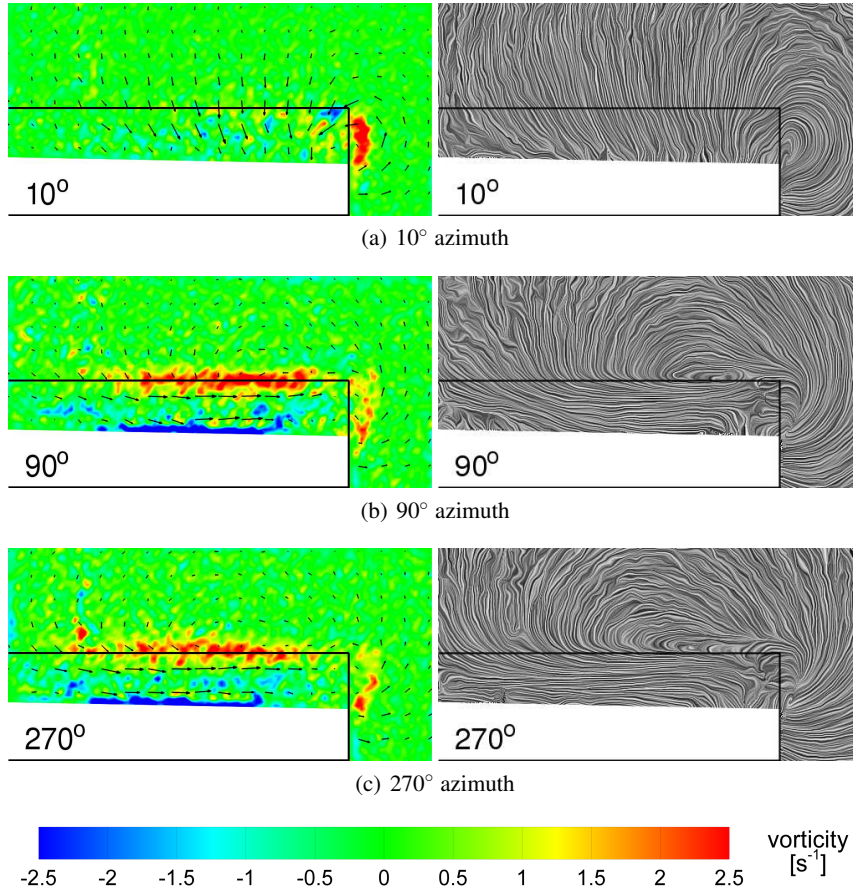 10° 10°
(a) 10° azimuth
90° 90°
(b) 90° azimuth
270° 270°
(c) 270° azimuth
-2.5 -2 -1.5 -1 -0.5 0 0.5 1 1.5 2 2.5
vorticity
[s⁻¹]